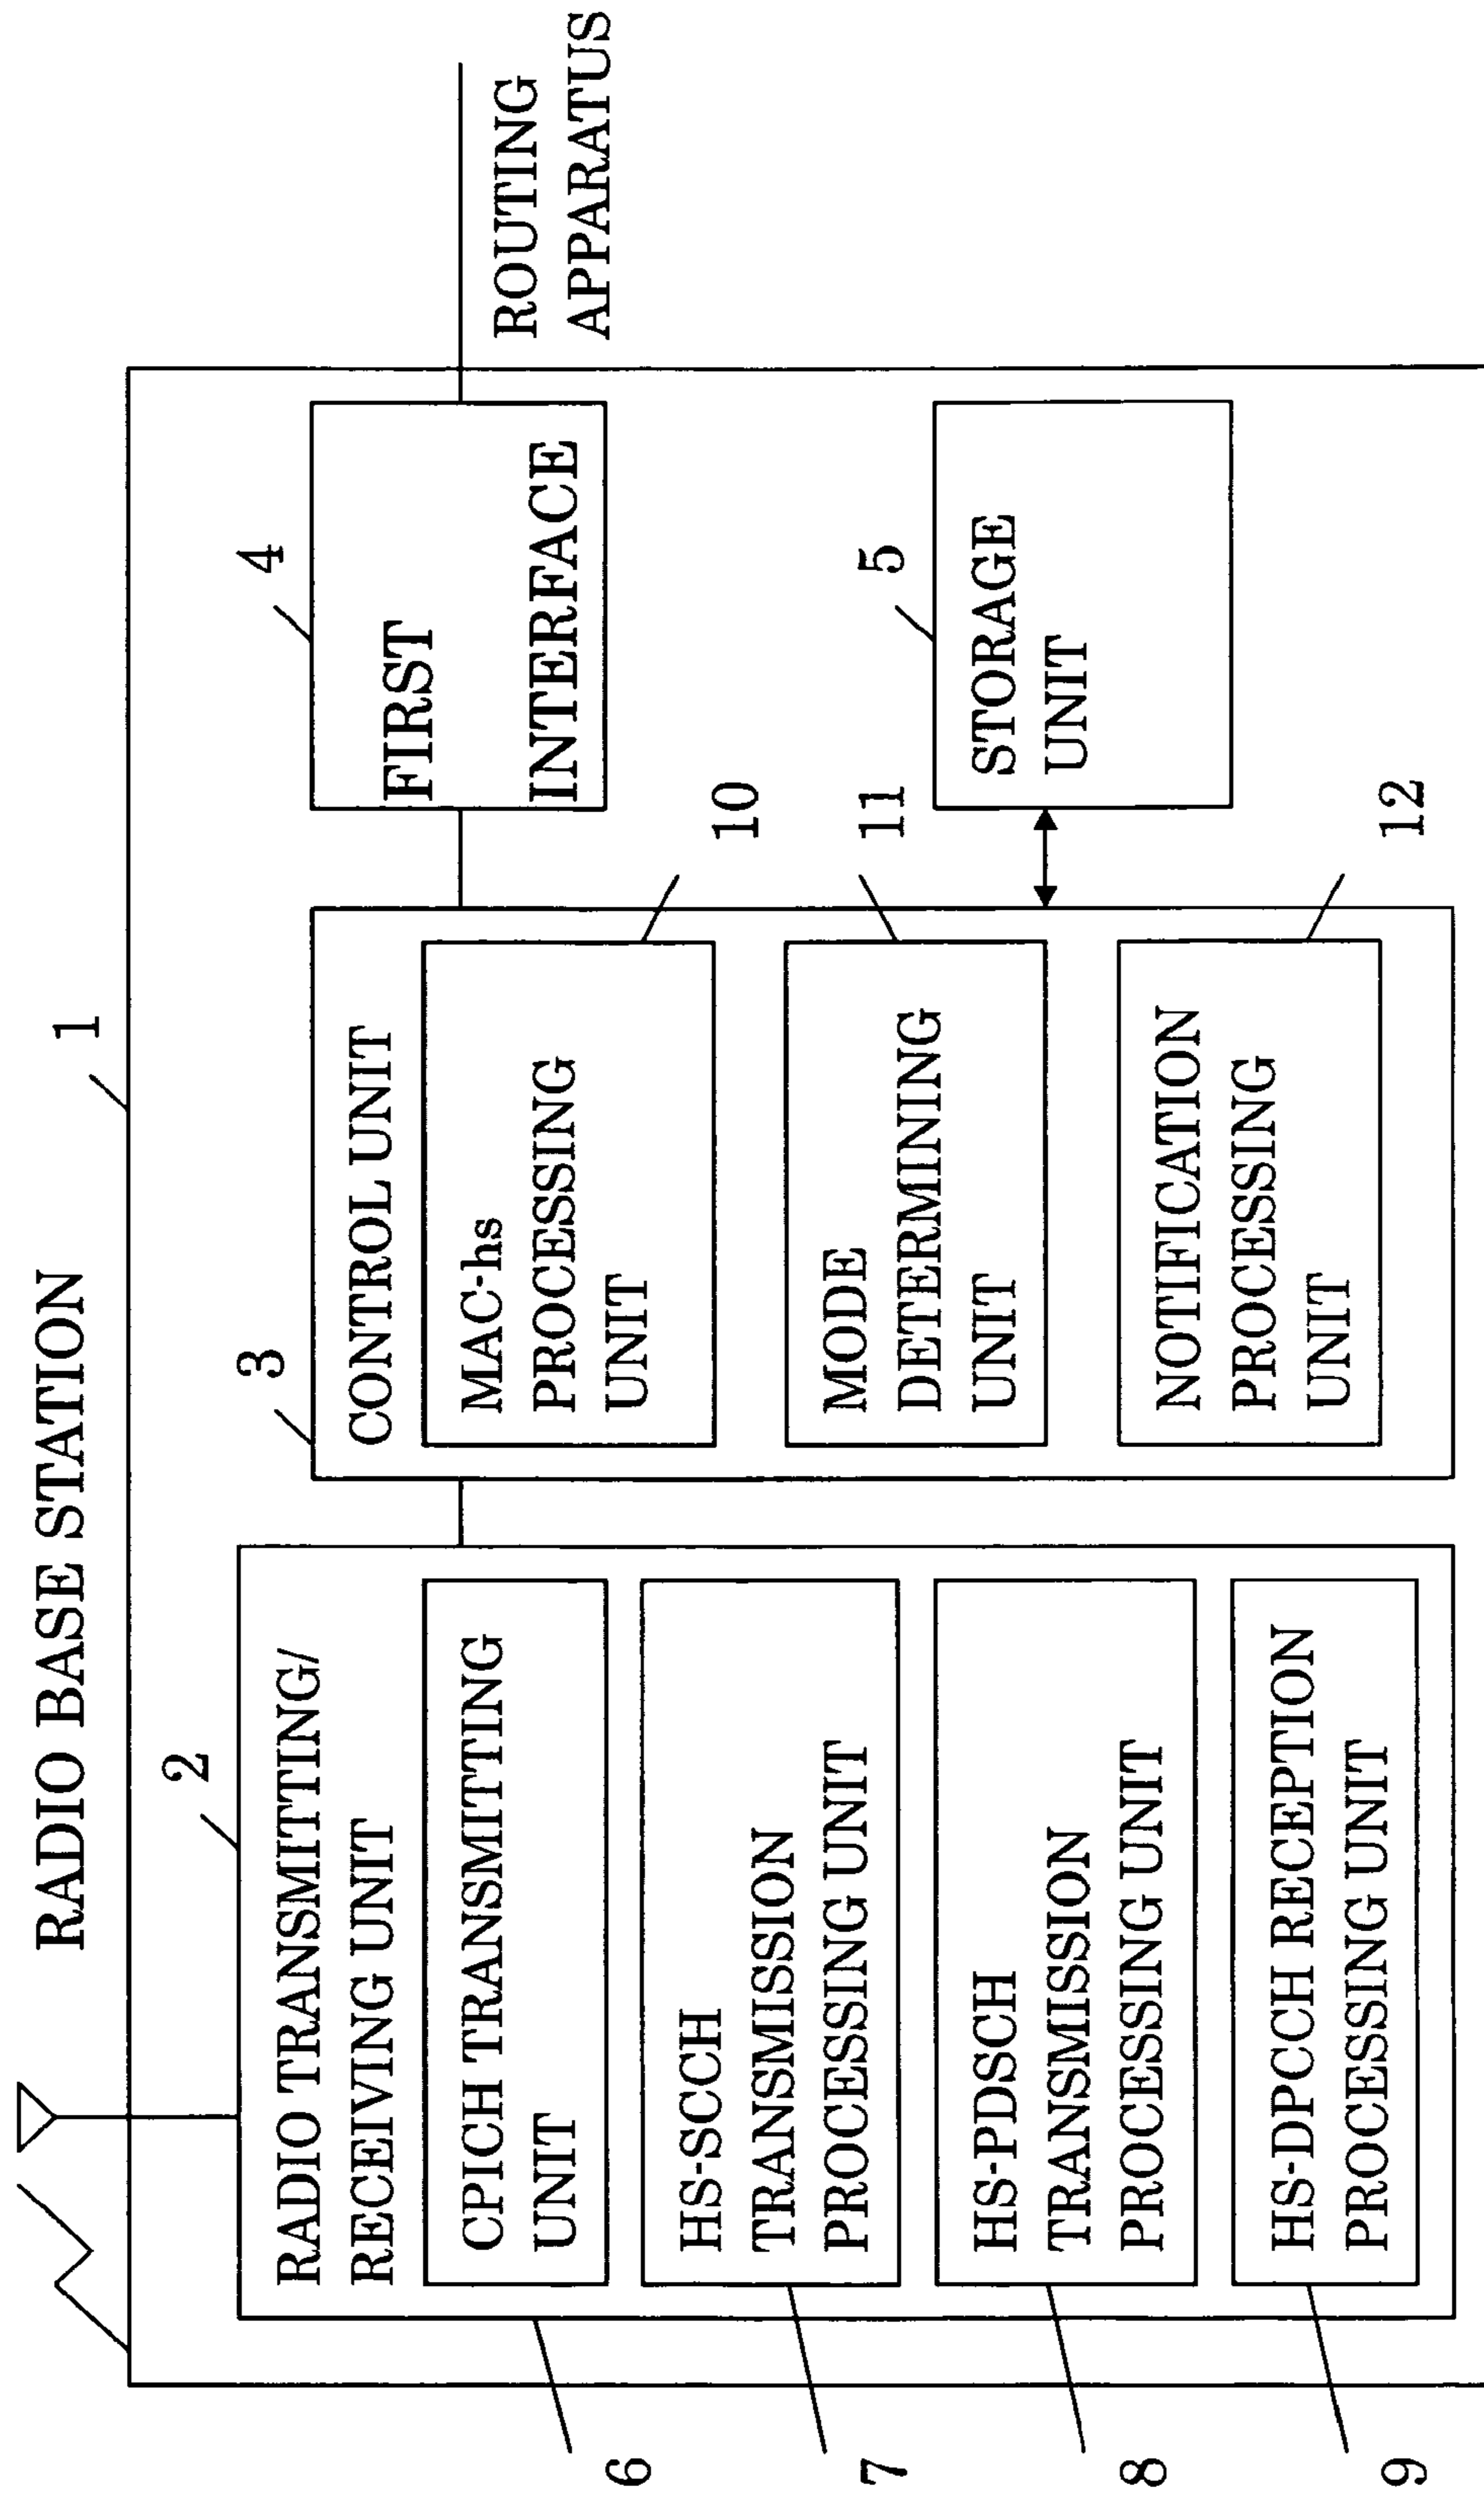 RADIO BASE STATION
1
2
RADIO TRANSMITTING/
RECEIVING UNIT
CPICH TRANSMITTING
UNIT
HS-SCCH
TRANSMISSION
PROCESSING UNIT
HS-PDSCH
TRANSMISSION
PROCESSING UNIT
HS-DPCCH RECEPTION
PROCESSING UNIT
6
7
8
9
3
CONTROL UNIT
MAC-hs
PROCESSING
UNIT
10
MODE
DETERMINING
UNIT
11
NOTIFICATION
PROCESSING
UNIT
12
4
FIRST
INTERFACE
5
STORAGE
UNIT
ROUTING
APPARATUS